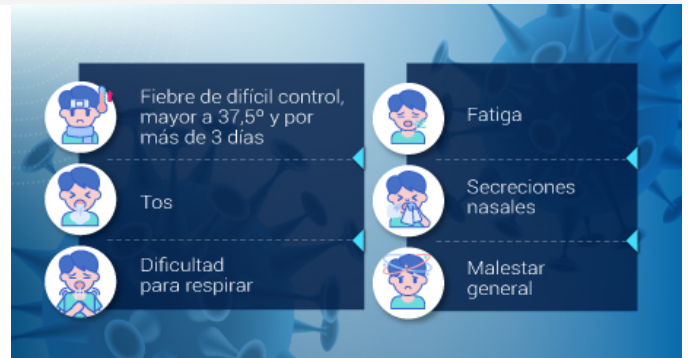 Fiebre de difícil control,
mayor a 37,5º y por
más de 3 días
Tos
Dificultad
para respirar
Fatiga
Secreciones
nasales
Malestar
general